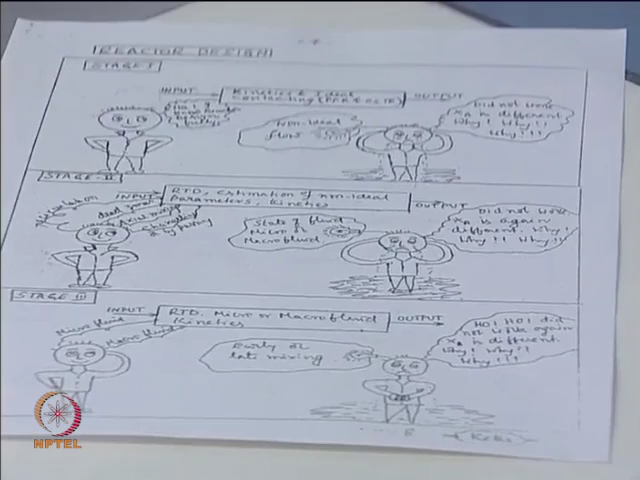 REACTOR DESIGN
STAGE I
INPUT
Kinetics & Ideal
Contacting (PFR & CSTR)
OUTPUT
Did not work
XA is different
Why! Why!!
Why!!!
Non-ideal
flow
STAGE II
INPUT
RTD, estimation of non-ideal
Parameters, Kinetics
OUTPUT
Did not work
XA is again
different. Why!
Why!! Why!!!
State of fluid
Micro or
Macrofluid
dead
Axial mixing
STAGE III
INPUT
RTD, Micro or Macrofluid
Kinetics
OUTPUT
HO! HO! did
not work again
XA is different
Why! Why!!
Why!!!
Micro fluid
Macro fluid
Early or
late mixing
NPTEL